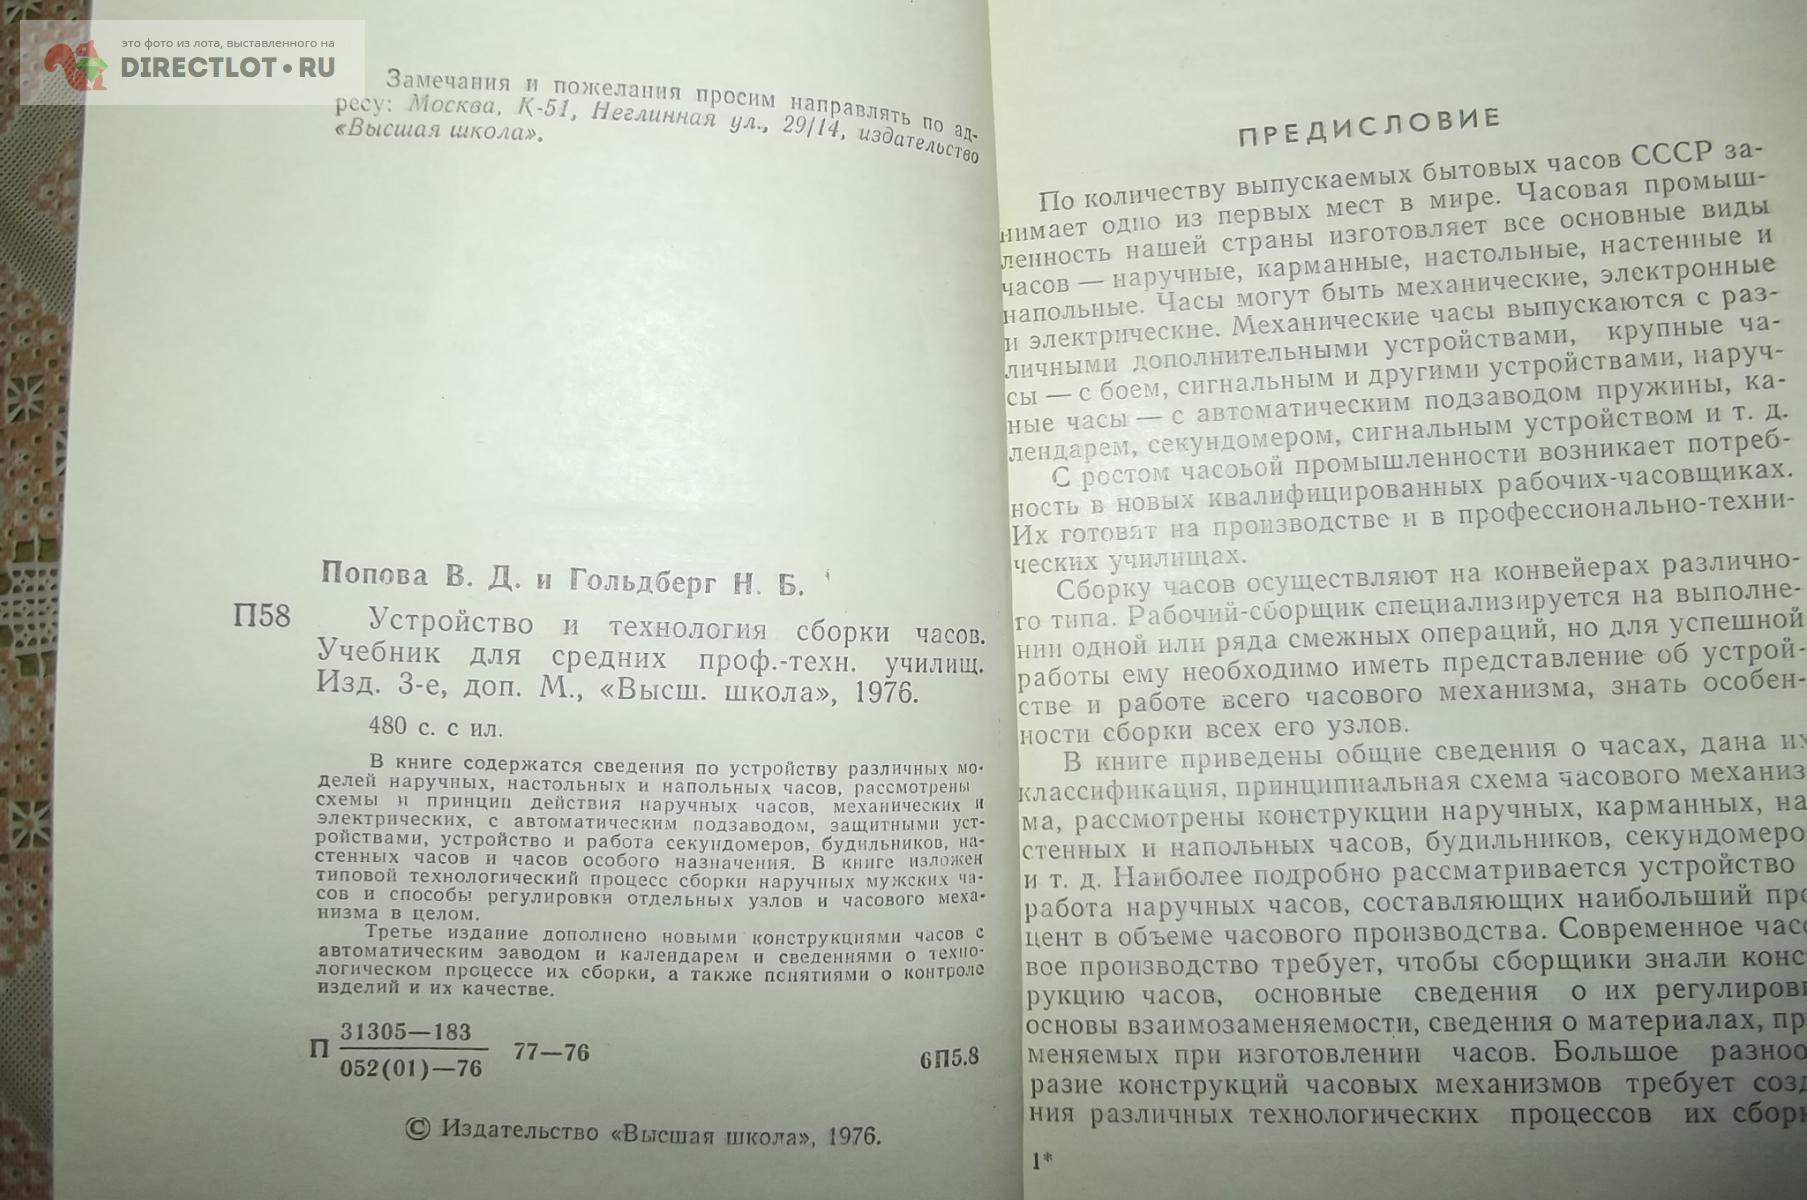 это фото из лота, выставленного на
DIRECTLOT•RU
Замечания и пожелания просим направлять по ад-
ресу: Москва, К-51, Неглинная ул., 29/14, издательство
«Высшая школа».
Попова В. Д. и Гольдберг Н. Б.
П58
Устройство и технология сборки часов.
Учебник для средних проф.-техн. училищ.
Изд. 3-е, доп. М., «Высш. школа», 1976.
480 с. с ил.
В книге содержатся сведения по устройству различных мо-
делей наручных, настольных и напольных часов, рассмотрены
схемы и принцип действия наручных часов, механических и
электрических, с автоматическим подзаводом, защитными уст-
ройствами, устройство и работа секундомеров, будильников, на-
стенных часов и часов особого назначения. В книге изложен
типовой технологический процесс сборки наручных мужских ча-
сов и способы регулировки отдельных узлов и часового меха-
низма в целом.
Третье издание дополнено новыми конструкциями часов с
автоматическим заводом и календарем и сведениями о техно-
логическом процессе их сборки, а также понятиями о контроле
изделий и их качестве.
П 31305—183
052(01)—76 77—76
6П5.8
© Издательство «Высшая школа», 1976.
ПРЕДИСЛОВИЕ
По количеству выпускаемых бытовых часов СССР за-
нимает одно из первых мест в мире. Часовая промыш-
ленность нашей страны изготовляет все основные виды
часов — наручные, карманные, настольные, настенные и
напольные. Часы могут быть механические, электронные
и электрические. Механические часы выпускаются с раз-
личными дополнительными устройствами, крупные ча-
сы — с боем, сигнальным и другими устройствами, наруч-
ные часы — с автоматическим подзаводом пружины, ка-
лендарем, секундомером, сигнальным устройством и т. д.
С ростом часовой промышленности возникает потреб-
ность в новых квалифицированных рабочих-часовщиках.
Их готовят на производстве и в профессионально-техни-
ческих училищах.
Сборку часов осуществляют на конвейерах различно-
го типа. Рабочий-сборщик специализируется на выполне-
нии одной или ряда смежных операций, но для успешной
работы ему необходимо иметь представление об устрой-
стве и работе всего часового механизма, знать особен-
ности сборки всех его узлов.
В книге приведены общие сведения о часах, дана их
классификация, принципиальная схема часового механиз
ма, рассмотрены конструкции наручных, карманных, на
стенных и напольных часов, будильников, секундомеро
и т. д. Наиболее подробно рассматривается устройство
работа наручных часов, составляющих наибольший про
цент в объеме часового производства. Современное часо
вое производство требует, чтобы сборщики знали конс
рукцию часов, основные сведения о их регулировк
основы взаимозаменяемости, сведения о материалах, пр
меняемых при изготовлении часов. Большое разноо
разие конструкций часовых механизмов требует созд
ния различных технологических процессов их сборк
1*